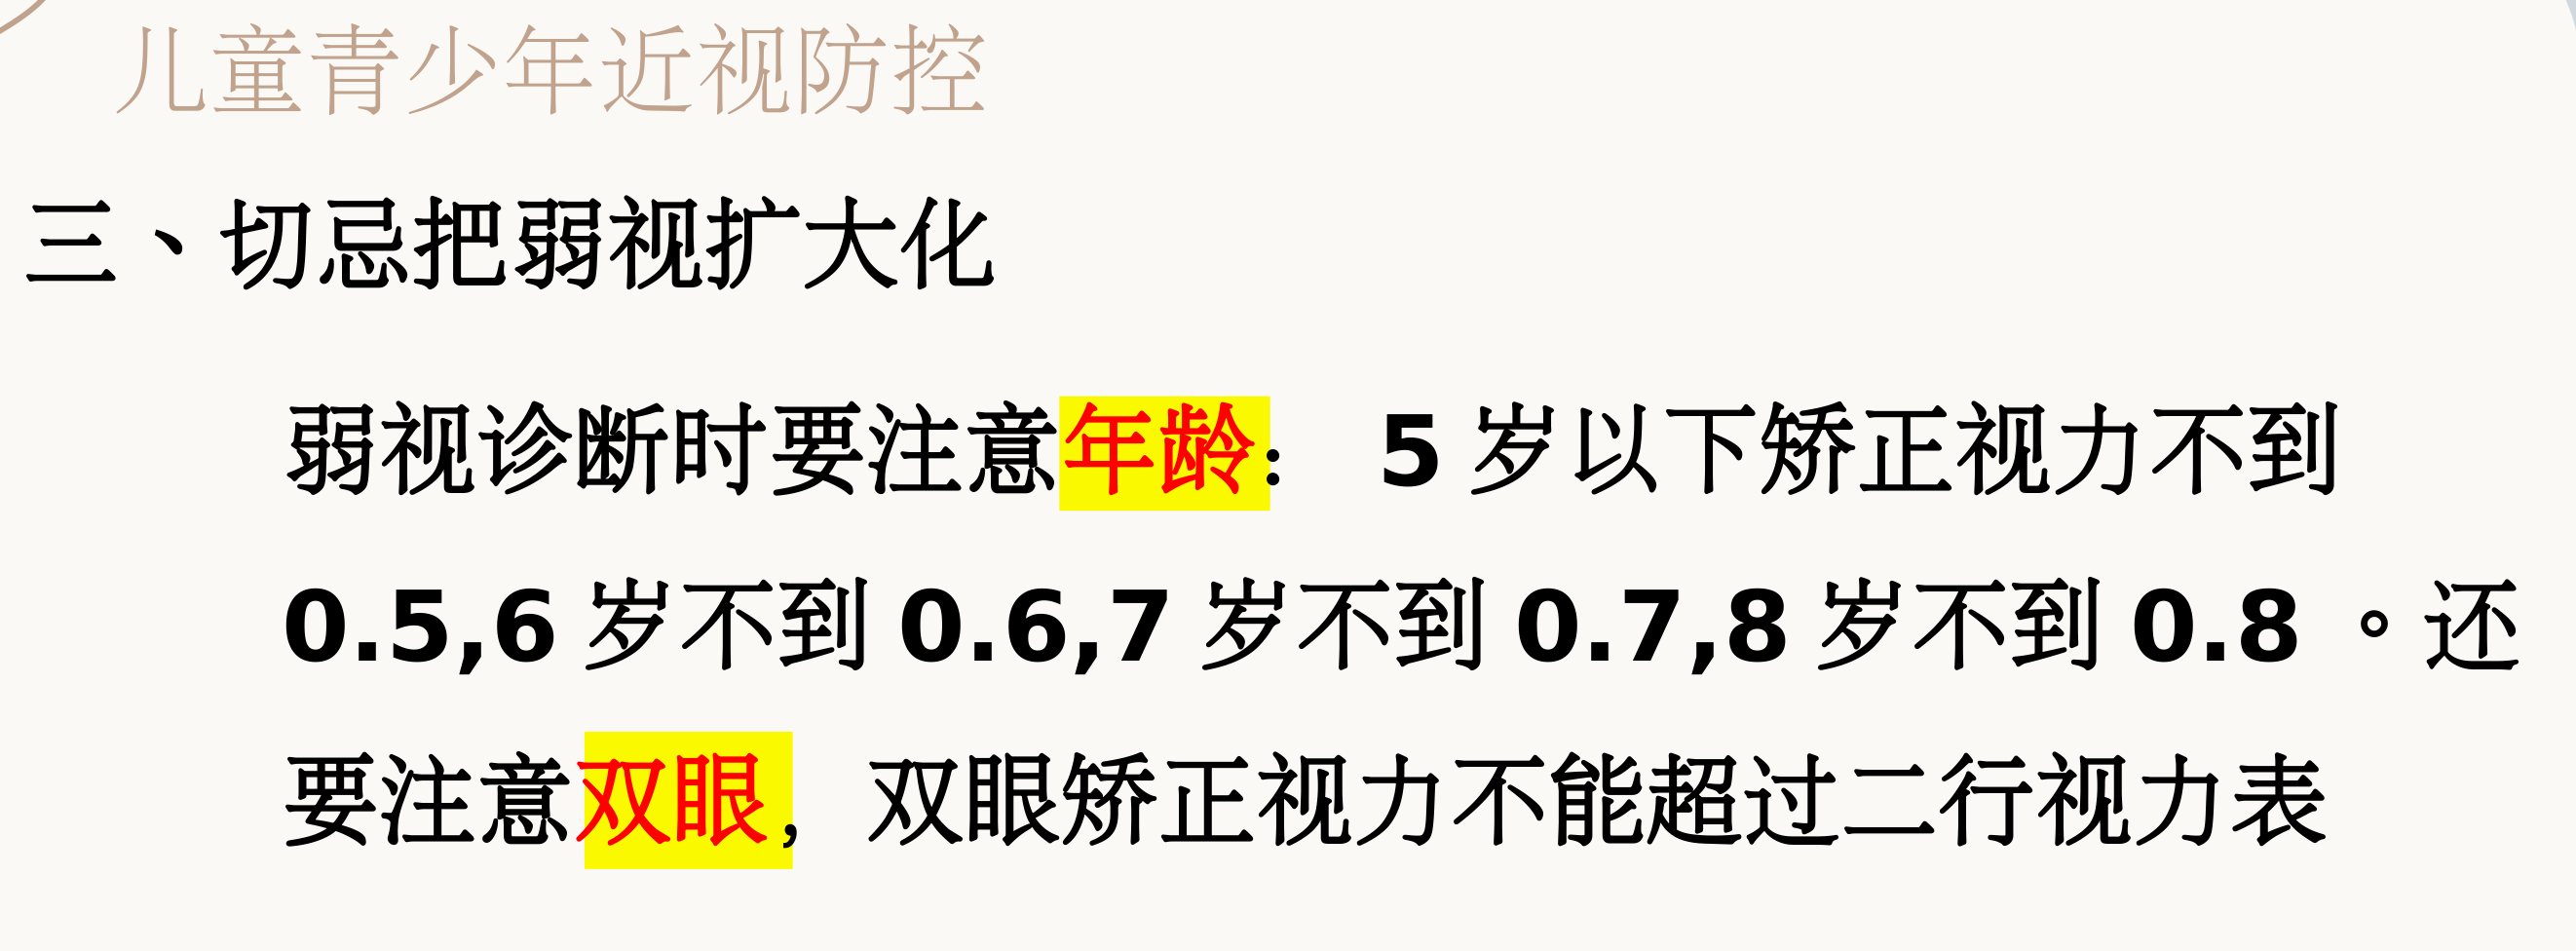 儿童青少年近视防控
三、切忌把弱视扩大化
弱视诊断时要注意年龄： 5 岁以下矫正视力不到
0.5,6 岁不到 0.6,7 岁不到 0.7,8 岁不到 0.8 。还
要注意双眼，双眼矫正视力不能超过二行视力表